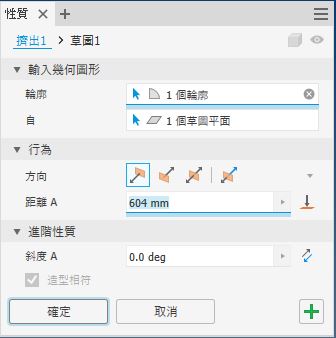 性質
擠出1 草圖1
輸入幾何圖形
輪廓 1 個輪廓
自 1 個草圖平面
行為
方向
距離 A 604 mm
進階性質
斜度 A 0.0 deg
造型相符
確定 取消